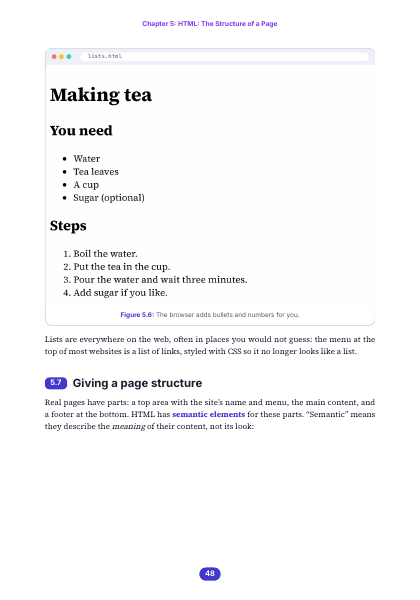 Chapter 5: HTML: The Structure of a Page
lists.html
Making tea
You need
• Water
• Tea leaves
• A cup
• Sugar (optional)
Steps
1. Boil the water.
2. Put the tea in the cup.
3. Pour the water and wait three minutes.
4. Add sugar if you like.
Figure 5.6: The browser adds bullets and numbers for you.
Lists are everywhere on the web, often in places you would not guess: the menu at the
top of most websites is a list of links, styled with CSS so it no longer looks like a list.
5.7 Giving a page structure
Real pages have parts: a top area with the site's name and menu, the main content, and
a footer at the bottom. HTML has semantic elements for these parts. “Semantic” means
they describe the meaning of their content, not its look:
48